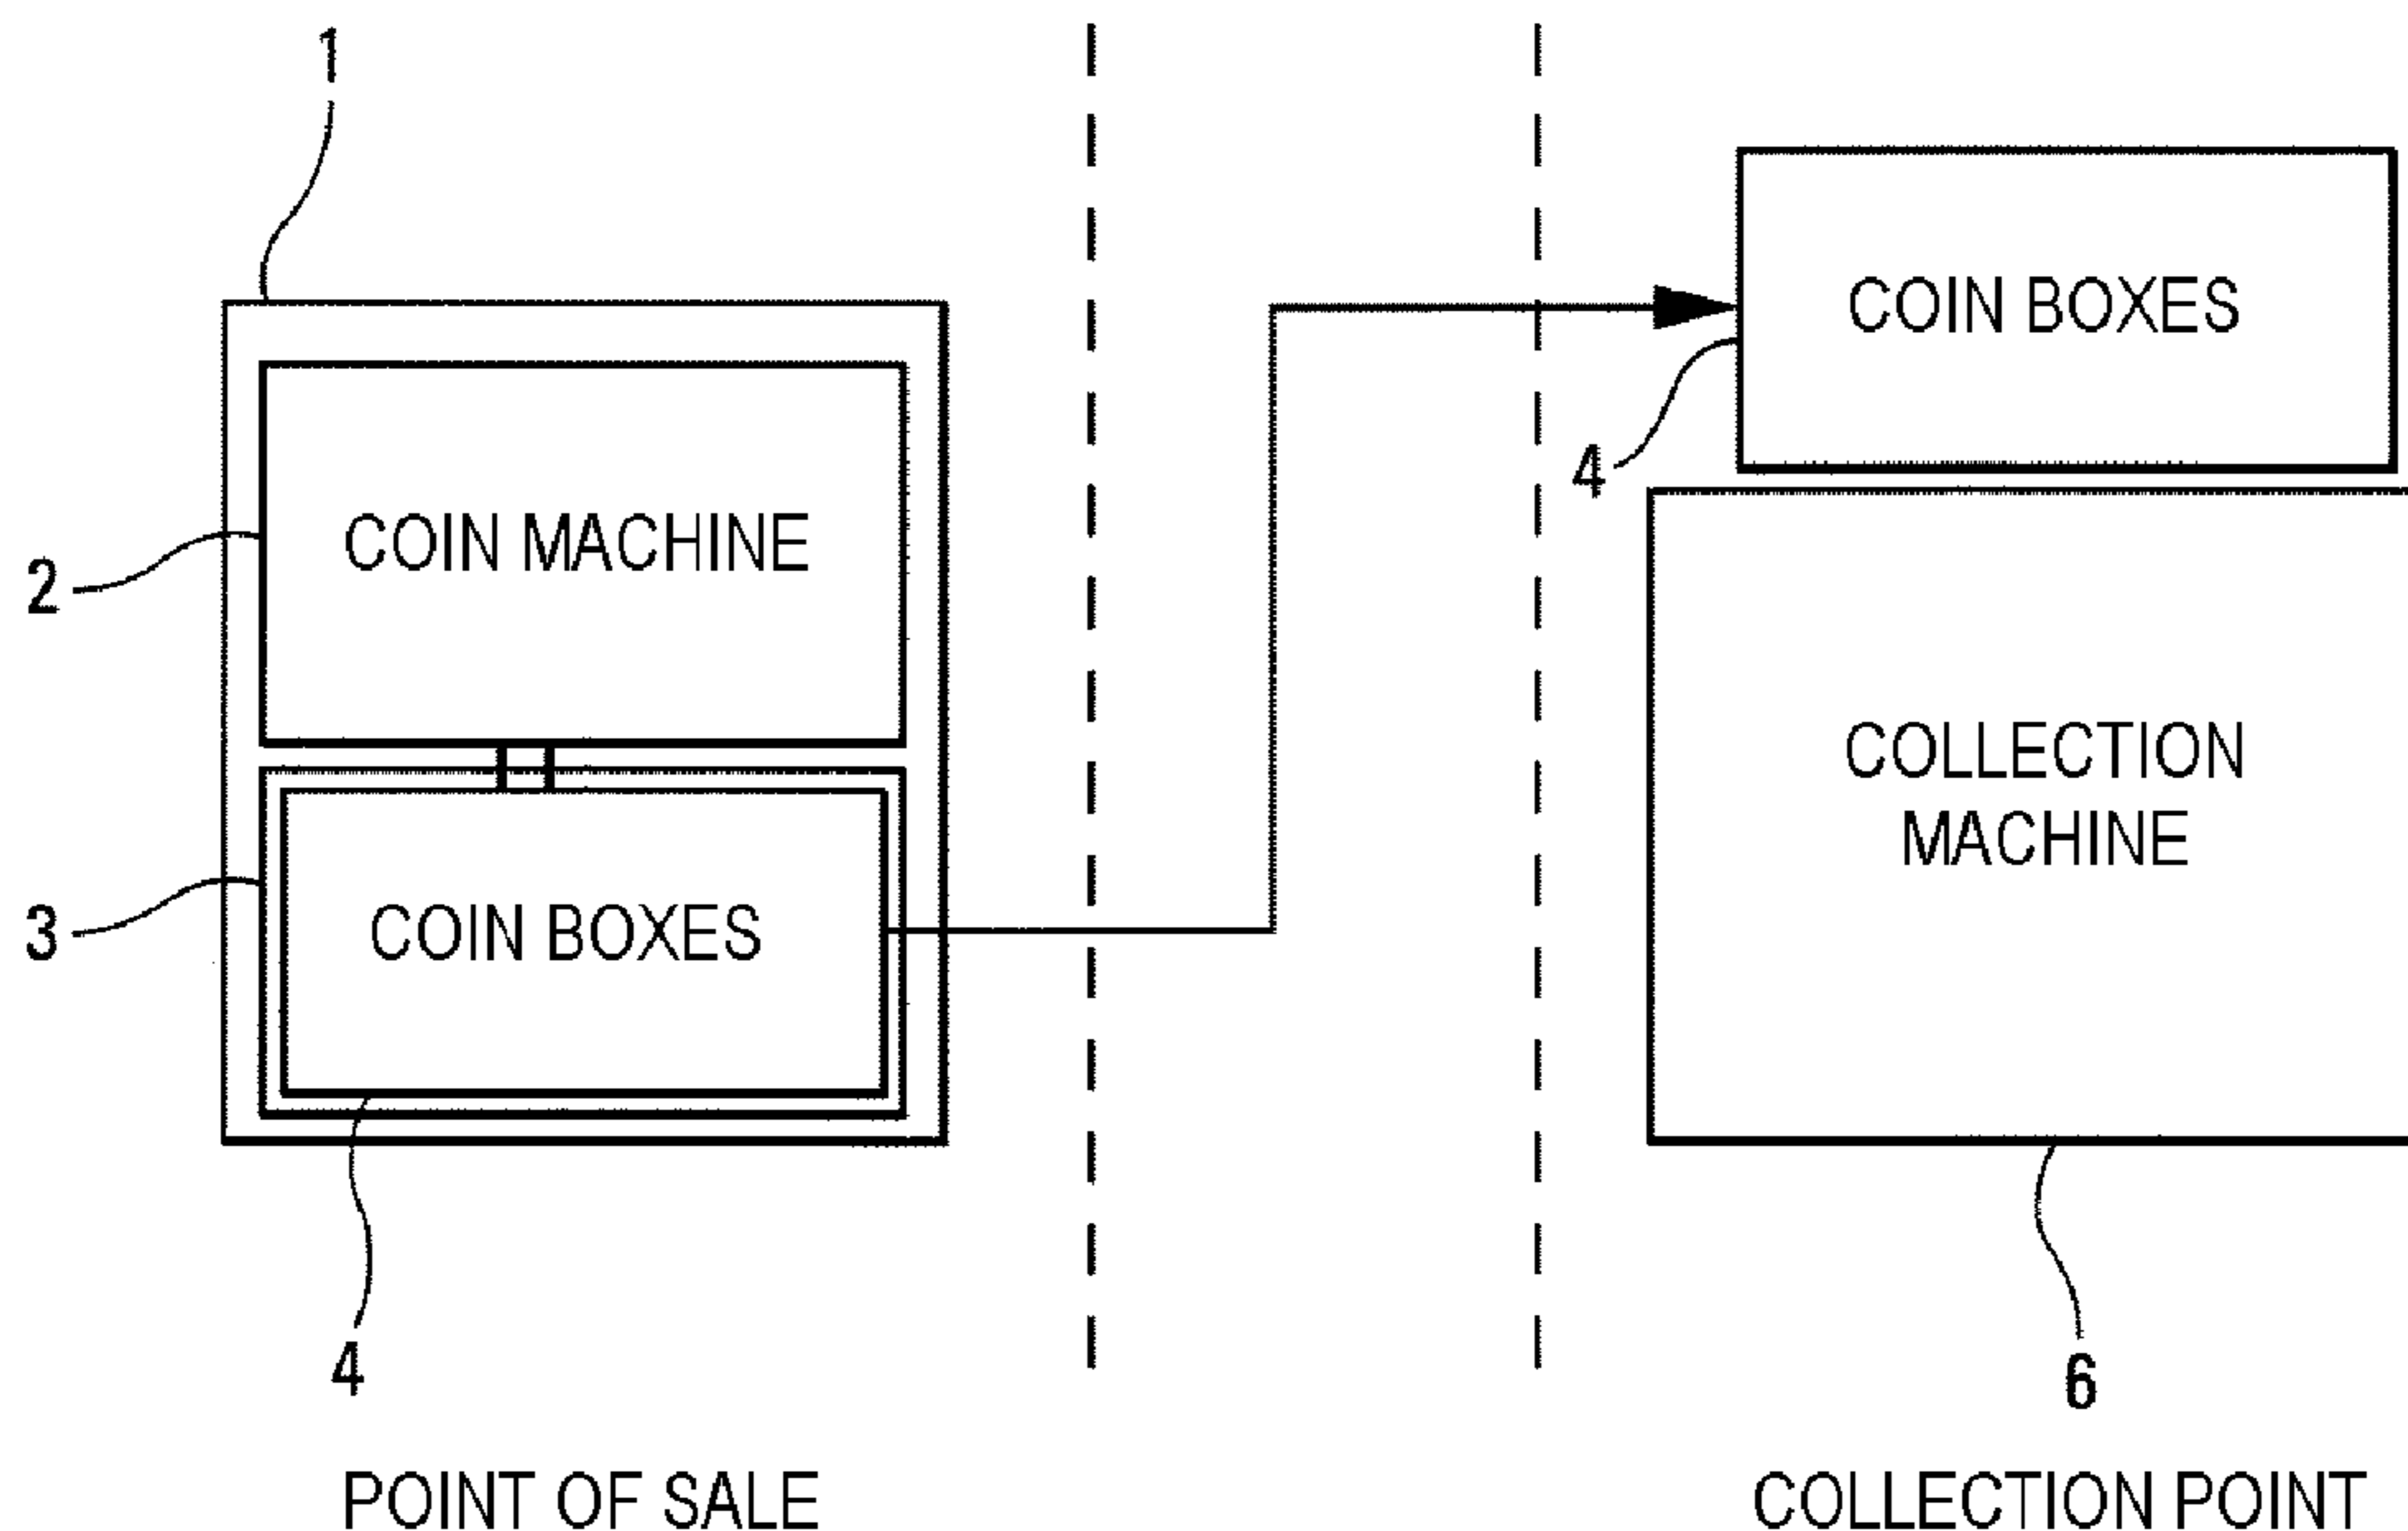 1
COIN BOXES
4
COIN MACHINE
2
COLLECTION
MACHINE
3
COIN BOXES
4
6
POINT OF SALE
COLLECTION POINT